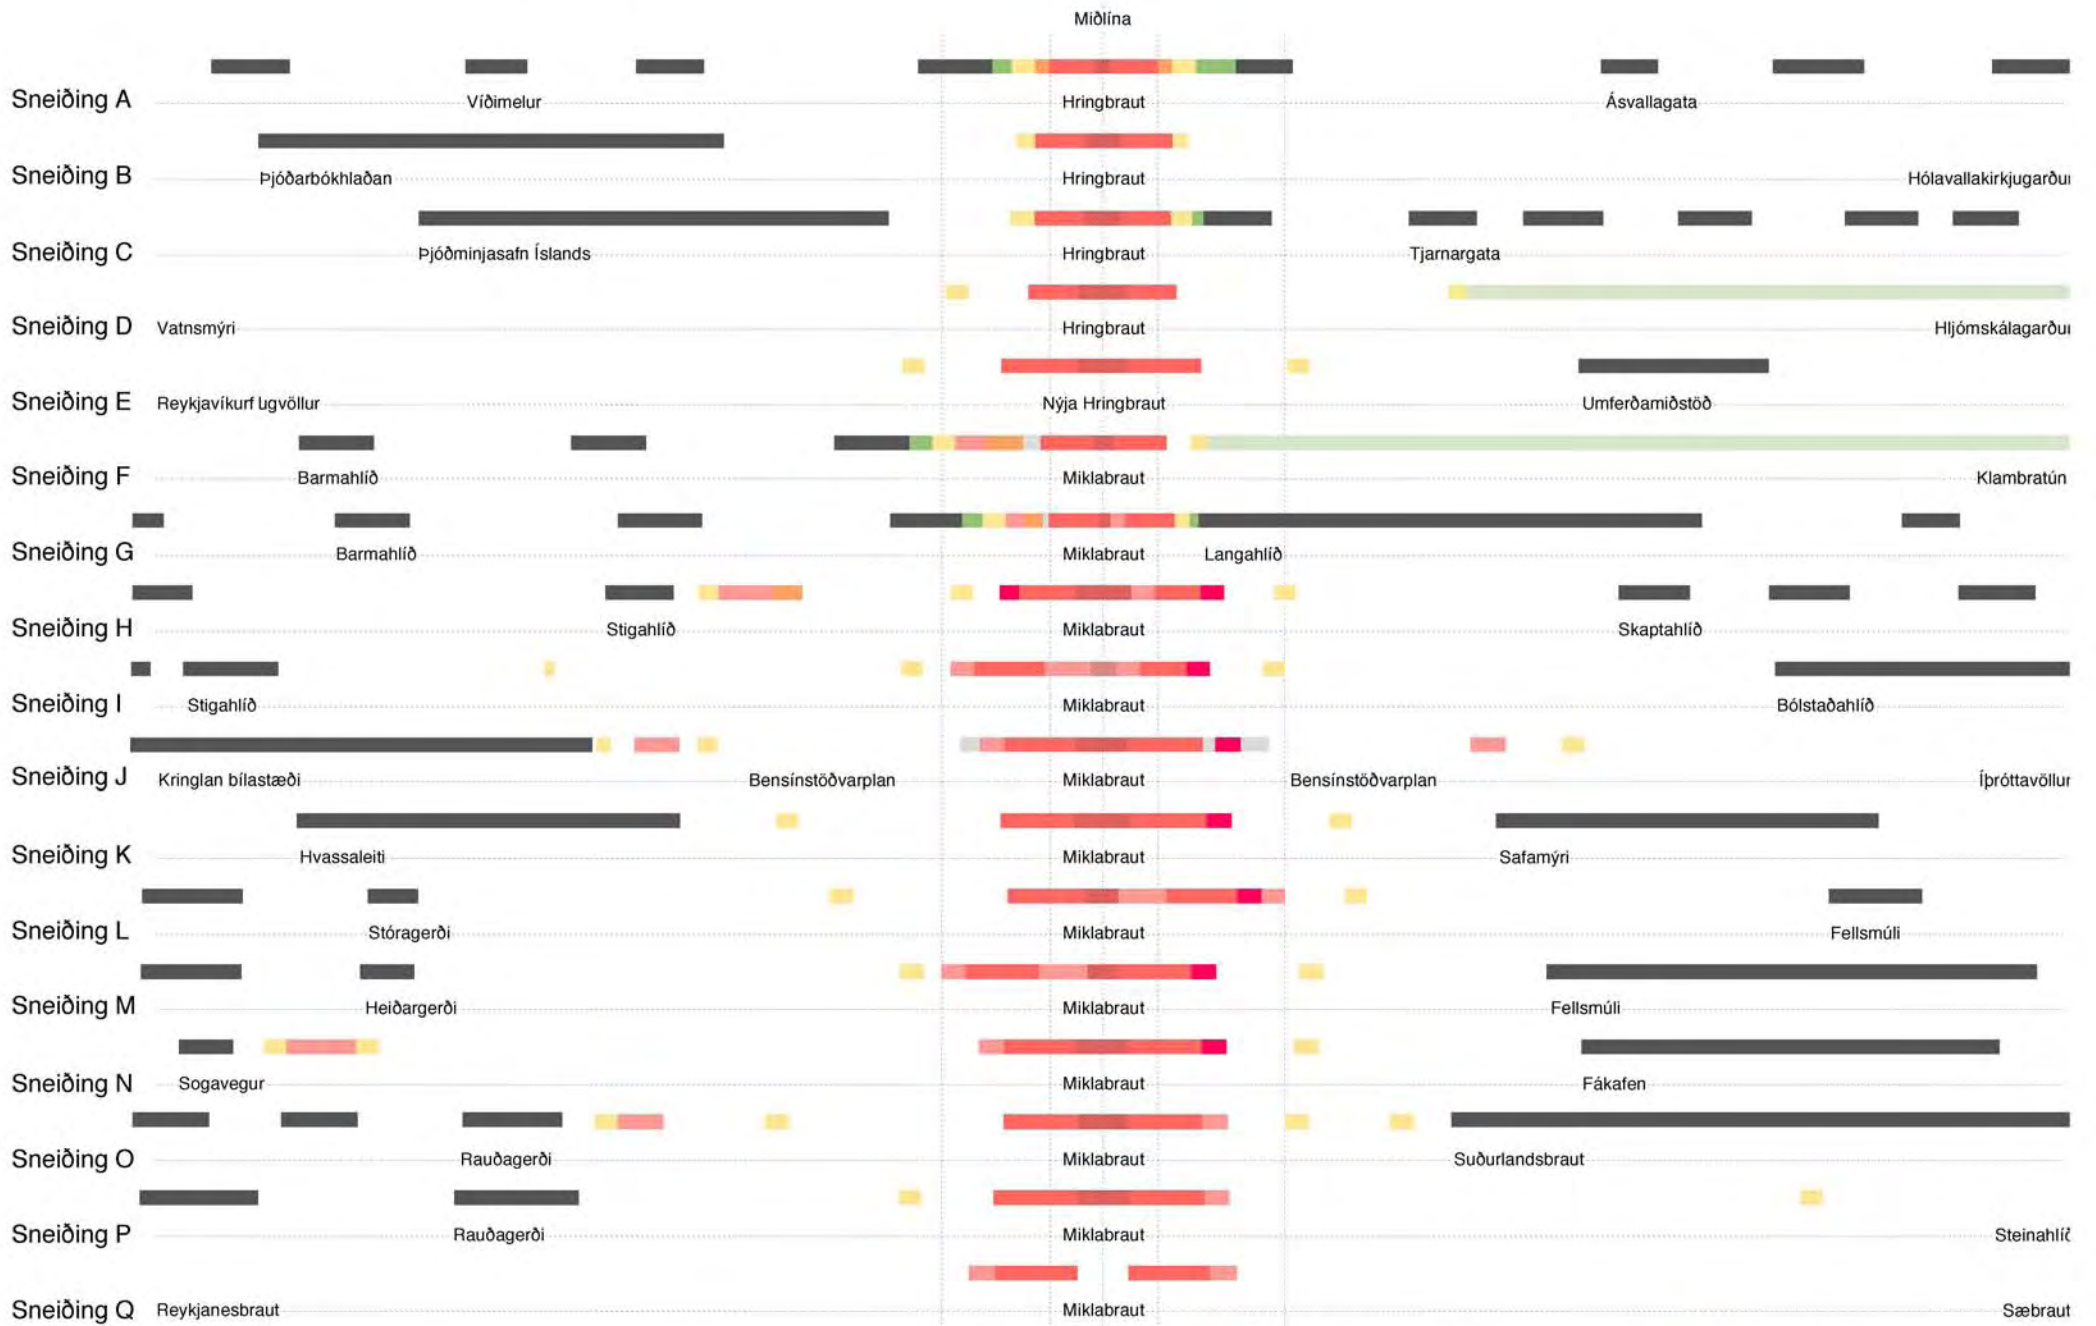 Miðlína
Sneiðing A Víðimelur Hringbraut Ásvallagata
Sneiðing B Þjóðarbókhlaðan Hringbraut Hólavallakirkjugarður
Sneiðing C Þjóðminjasafn Íslands Hringbraut Tjarnargata
Sneiðing D Vatnsmýri Hringbraut Hljómskálagarður
Sneiðing E Reykjavíkurf lugvöllur Nýja Hringbraut Umferðamiðstöð
Sneiðing F Barmahlíð Miklabraut Klambratún
Sneiðing G Barmahlíð Miklabraut Langahlíð
Sneiðing H Stigahlíð Miklabraut Skaptahlíð
Sneiðing I Stigahlíð Miklabraut Bólstaðahlíð
Sneiðing J Kringlan bílastæði Bensínstöðvarplan Miklabraut Bensínstöðvarplan Íþróttavöllur
Sneiðing K Hvassaleiti Miklabraut Safamýri
Sneiðing L Stóragerði Miklabraut Fellsmúli
Sneiðing M Heiðargerði Miklabraut Fellsmúli
Sneiðing N Sogavegur Miklabraut Fákafen
Sneiðing O Rauðagerði Miklabraut Suðurlandsbraut
Sneiðing P Rauðagerði Miklabraut Steinahlíð
Sneiðing Q Reykjanesbraut Miklabraut Sæbraut